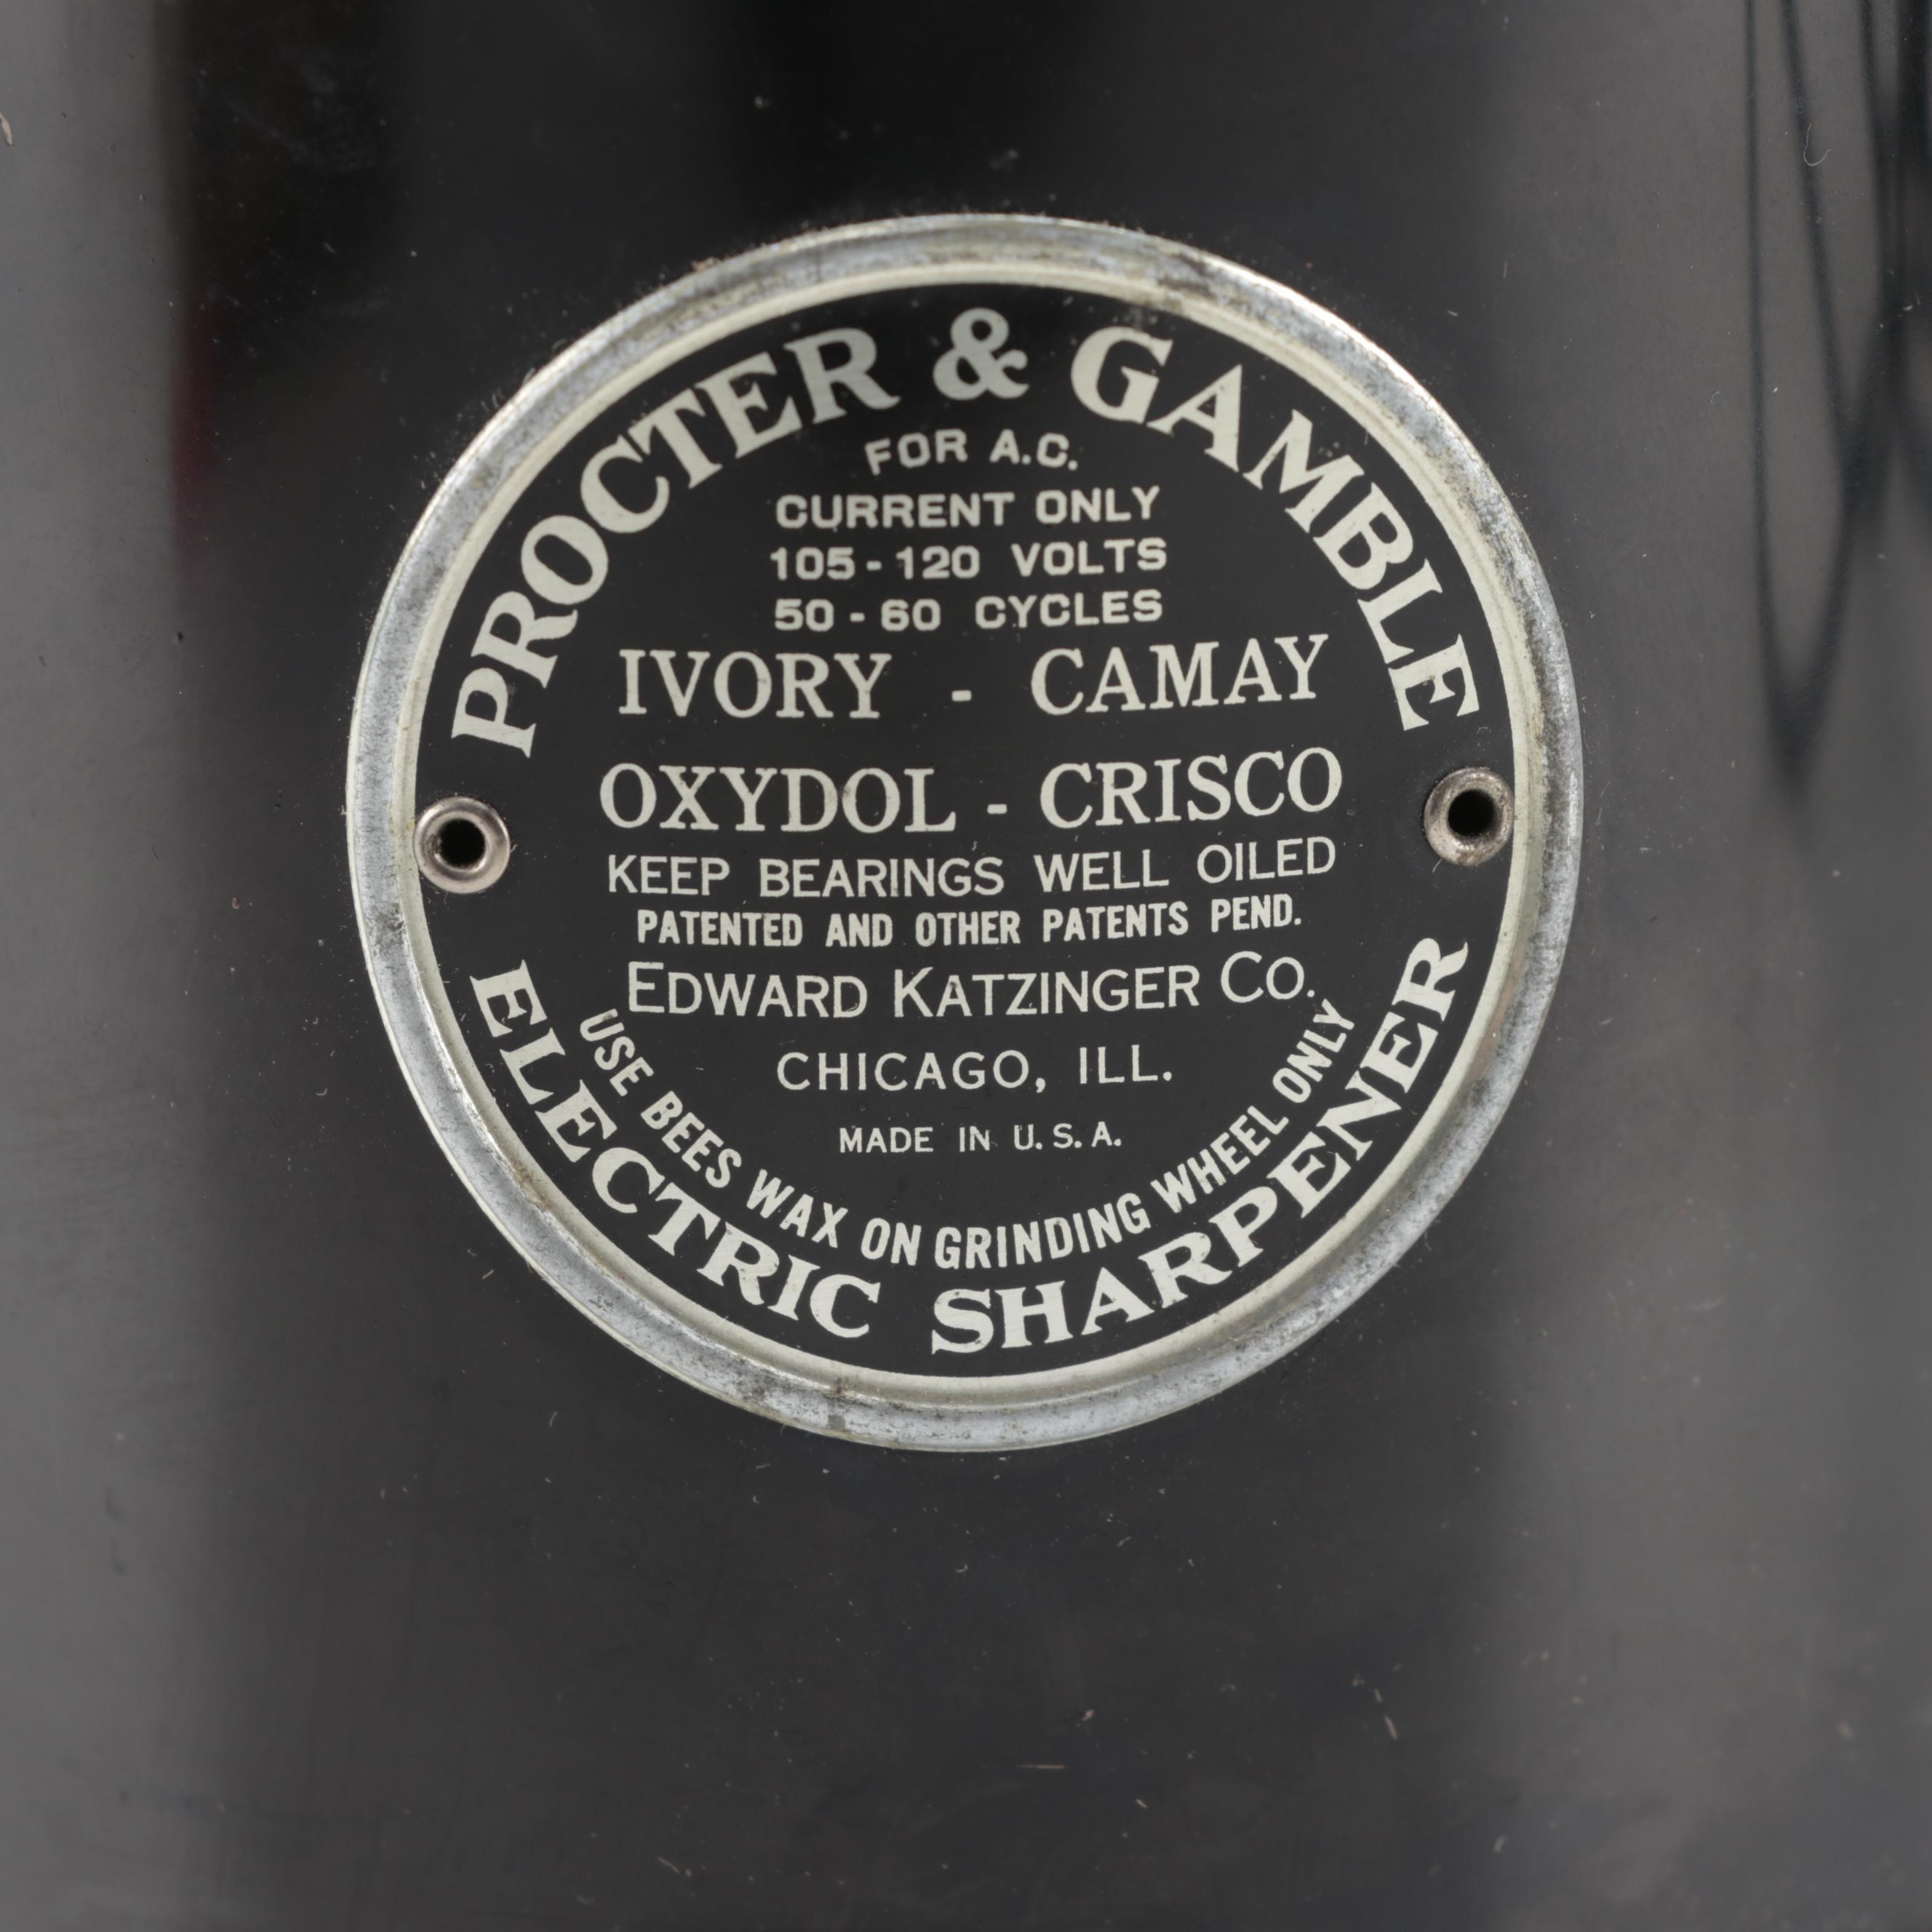 PROCTER & GAMBLE
FOR A.C.
CURRENT ONLY
105-120 VOLTS
50-60 CYCLES
IVORY - CAMAY
OXYDOL - CRISCO
KEEP BEARINGS WELL OILED
PATENTED AND OTHER PATENTS PEND.
EDWARD KATZINGER CO.
CHICAGO, ILL.
MADE IN U.S.A.
USE BEES WAX ON GRINDING WHEEL ONLY
ELECTRIC SHARPENER